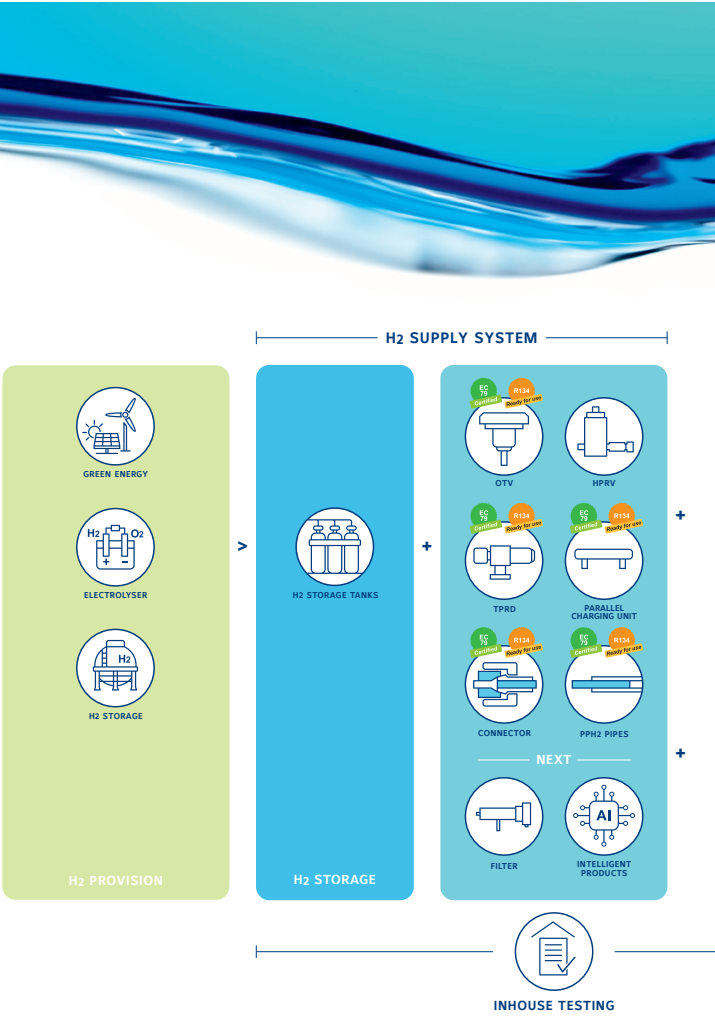 H2 SUPPLY SYSTEM
GREEN ENERGY
H2 O2
+ −
ELECTROLYSER
H2
H2 STORAGE
H2 PROVISION
>
H2 STORAGE TANKS
H2 STORAGE
+
EC
79
Certified
R134
Ready for use
OTV
HPRV
EC
79
Certified
R134
Ready for use
TPRD
EC
79
Certified
R134
Ready for use
PARALLEL
CHARGING UNIT
EC
79
Certified
R134
Ready for use
CONNECTOR
EC
79
Certified
R134
Ready for use
PPH2 PIPES
NEXT
FILTER
AI
INTELLIGENT
PRODUCTS
+
+
INHOUSE TESTING